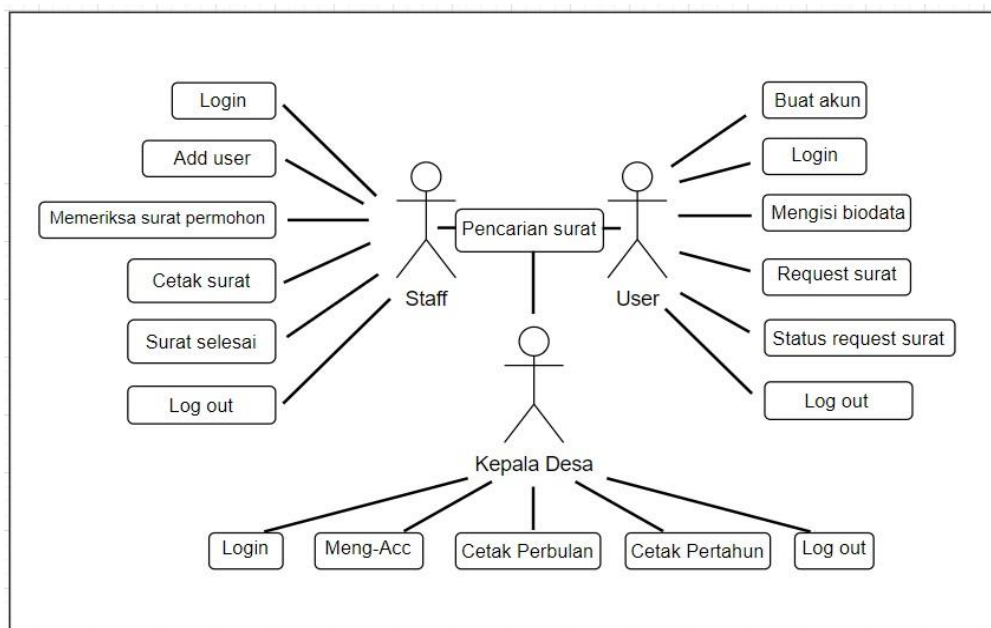 Login
Add user
Memeriksa surat permohon
Cetak surat
Surat selesai
Log out
Staff
Pencarian surat
User
Buat akun
Login
Mengisi biodata
Request surat
Status request surat
Log out
Kepala Desa
Login
Meng-Acc
Cetak Perbulan
Cetak Pertahun
Log out